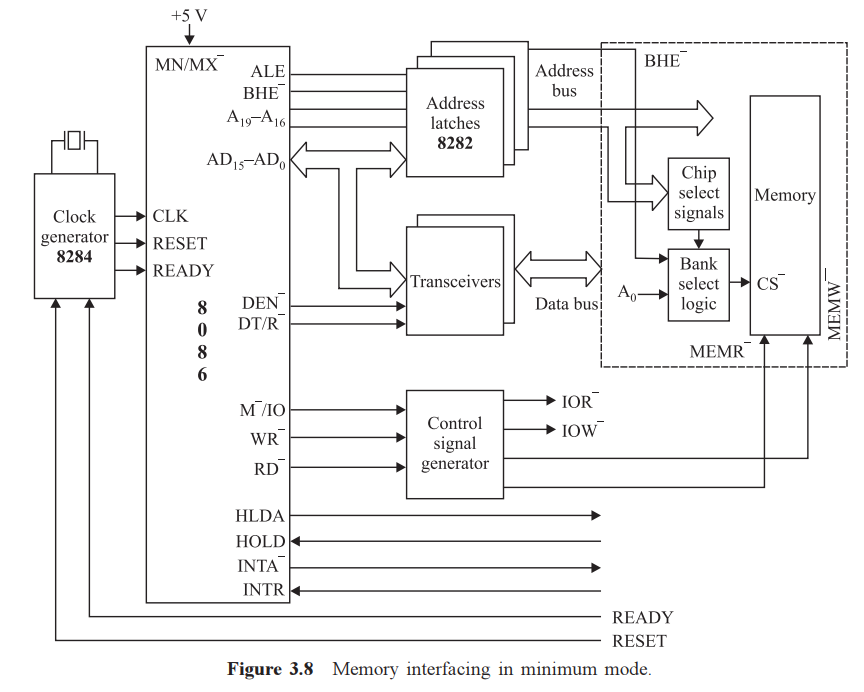 +5 V
MN/MX‾
ALE
BHE‾
A19–A16
AD15–AD0
Clock
generator
8284
CLK
RESET
READY
8
0
8
6
DEN‾
DT/R‾
M‾/IO
WR‾
RD‾
HLDA
HOLD
INTA‾
INTR
Address
latches
8282
Address
bus
Transceivers
Data bus
Control
signal
generator
IOR‾
IOW‾
BHE‾
Chip
select
signals
Memory
Bank
select
logic
A0
CS‾
MEMR‾
MEMW‾
READY
RESET
Figure 3.8 Memory interfacing in minimum mode.